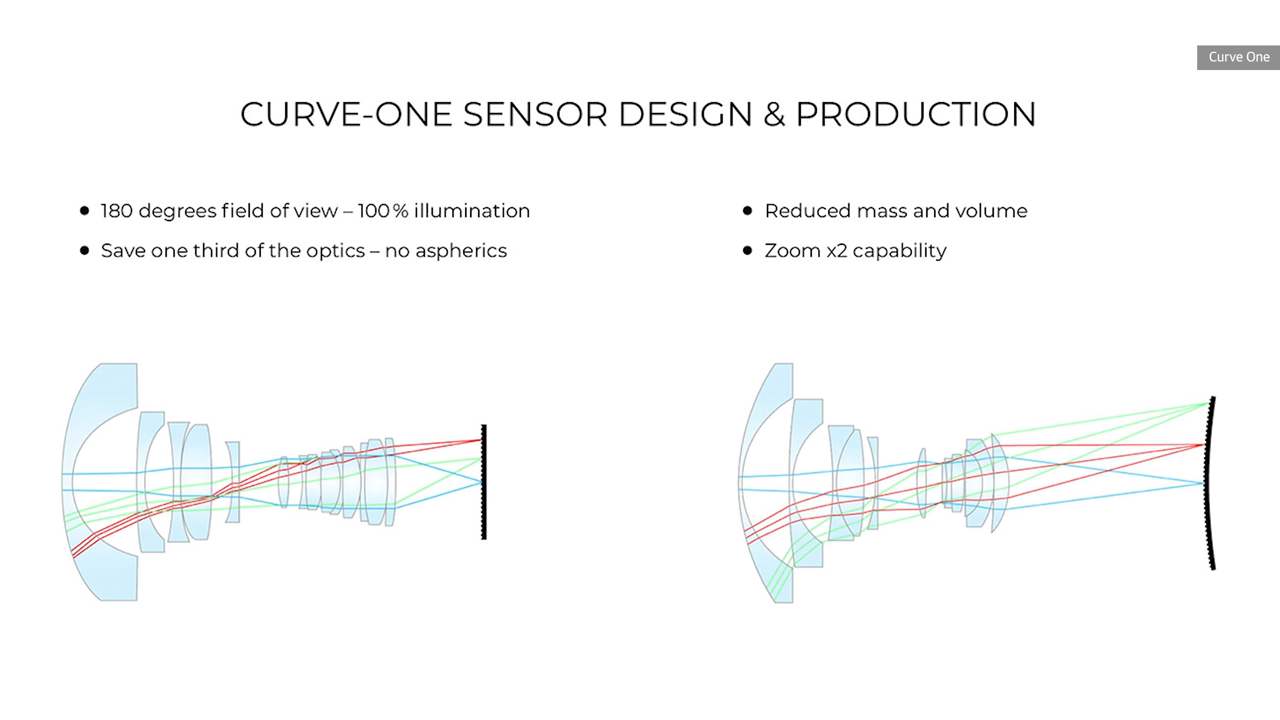 Curve One
CURVE-ONE SENSOR DESIGN & PRODUCTION
● 180 degrees field of view – 100% illumination
● Save one third of the optics – no aspherics
● Reduced mass and volume
● Zoom x2 capability